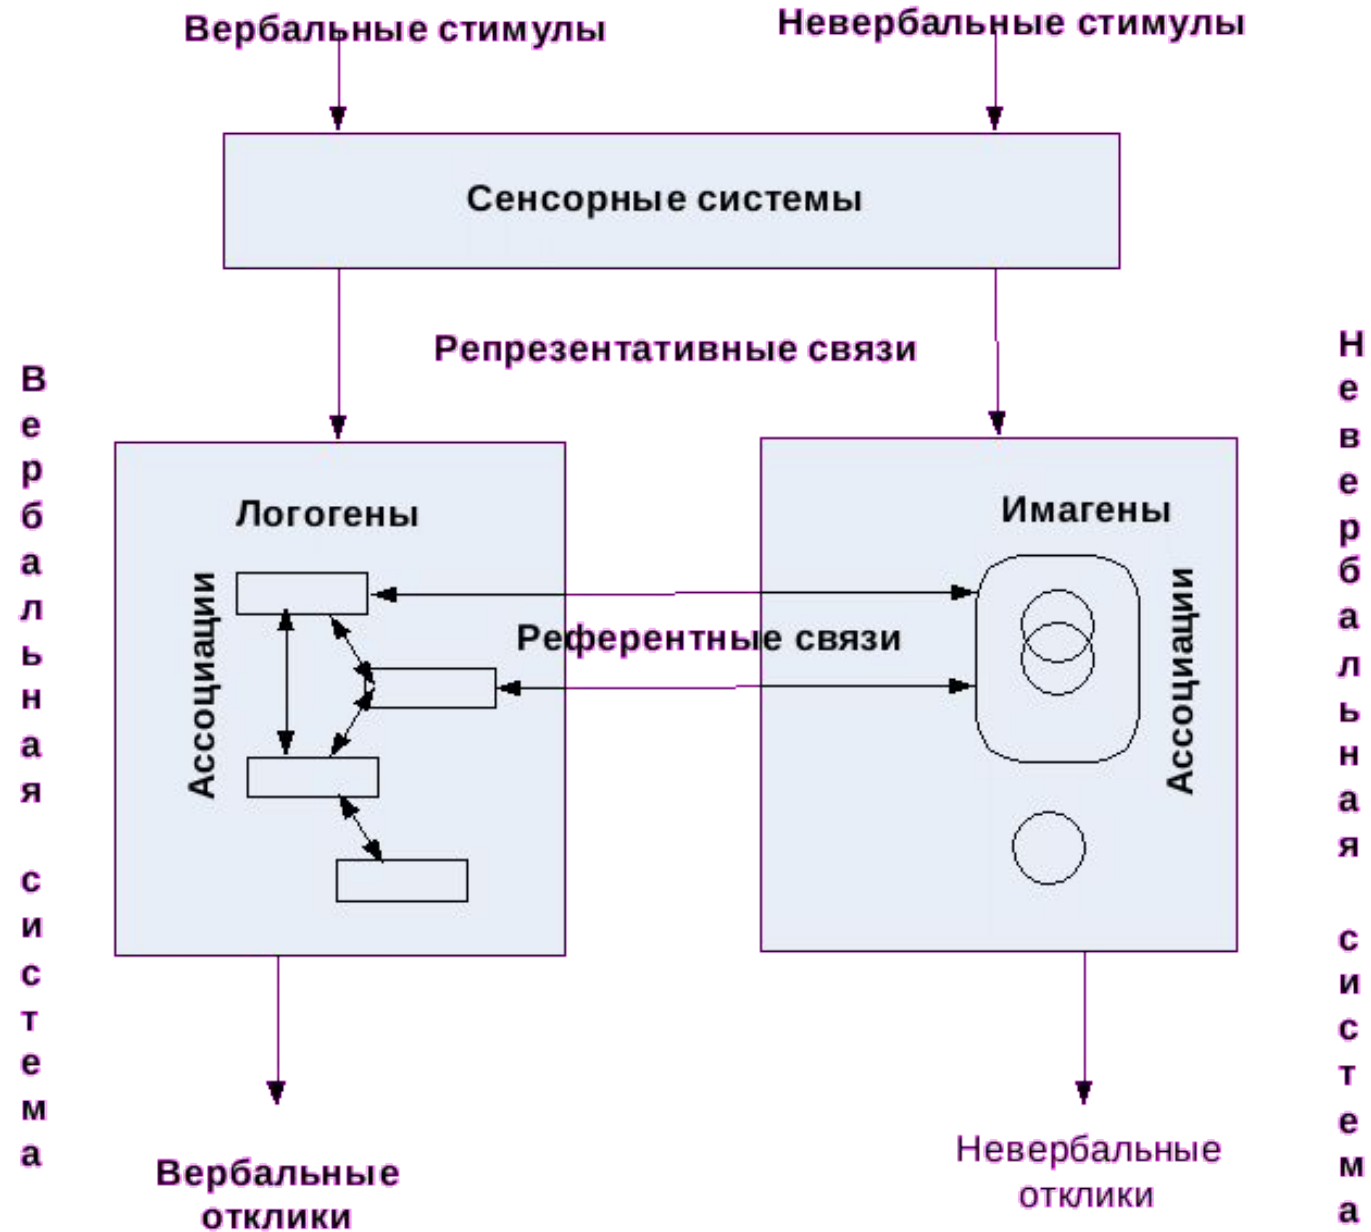 Вербальные стимулы
Невербальные стимулы
Сенсорные системы
Репрезентативные связи
Вербальная система
Невербальная система
Логогены
Имагены
Ассоциации
Ассоциации
Референтные связи
Вербальные
отклики
Невербальные
отклики